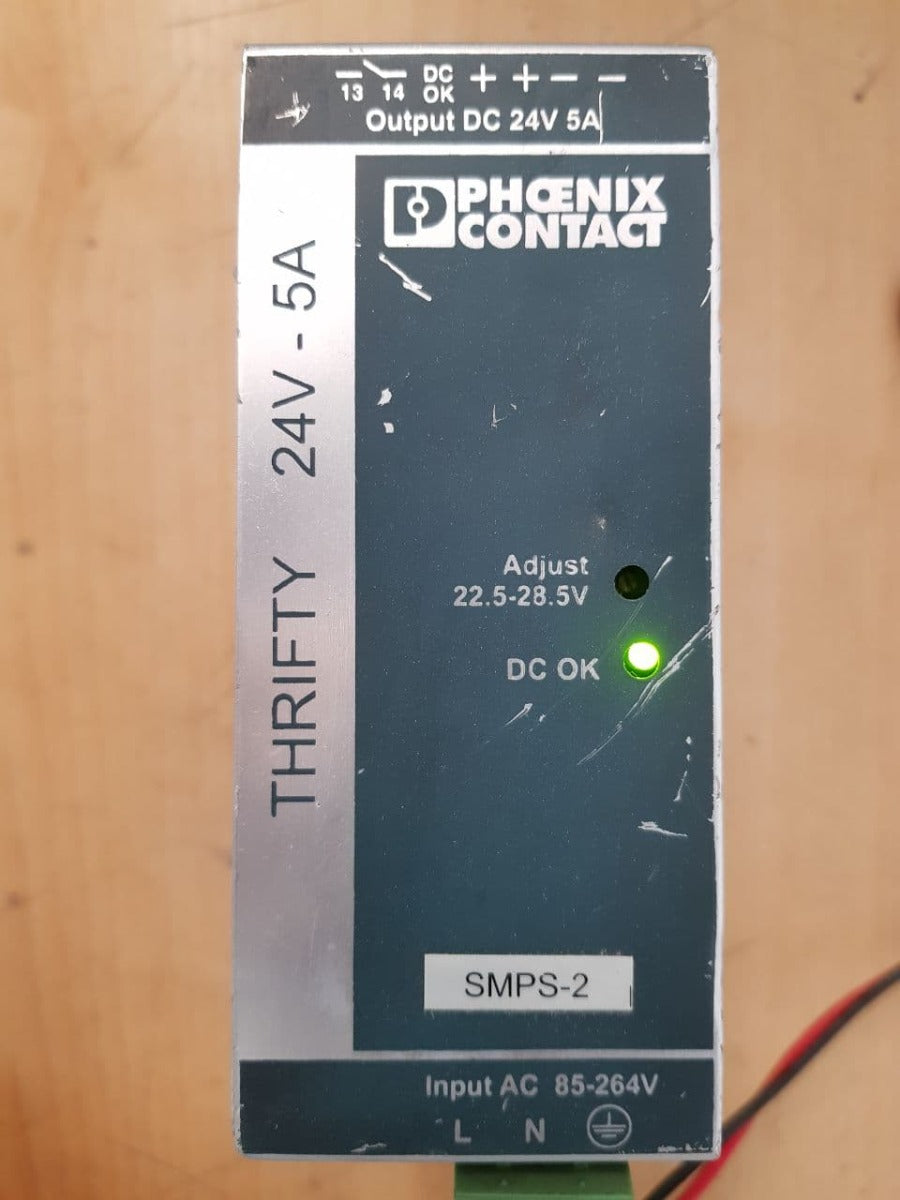 13 14 DC OK + + - -
Output DC 24V 5A
PHŒNIX
CONTACT
THRIFTY 24V - 5A
Adjust
22.5-28.5V
DC OK
SMPS-2
Input AC 85-264V
L N